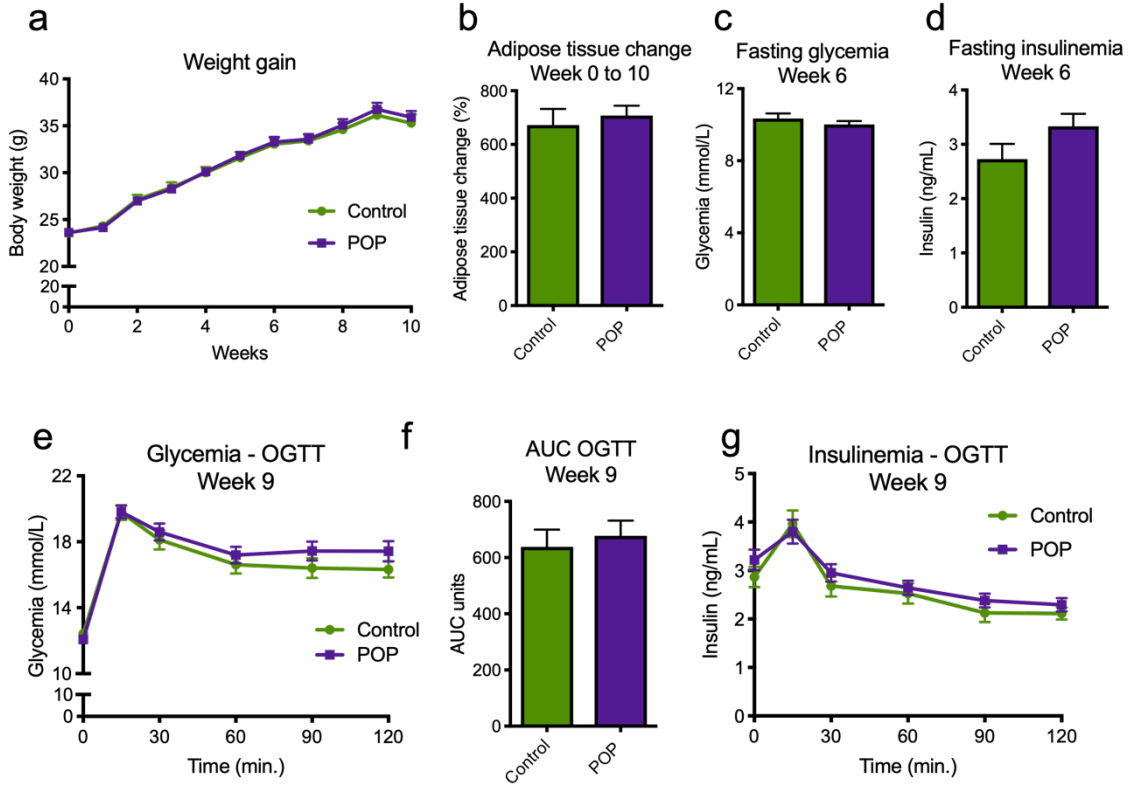 a
Weight gain
Body weight (g)
40
35
30
25
20
20
0
0
2
4
6
8
10
Weeks
Control
POP
b
Adipose tissue change
Week 0 to 10
Adipose tissue change (%)
800
600
400
200
0
Control
POP
c
Fasting glycemia
Week 6
Glycemia (mmol/L)
12
8
4
0
Control
POP
d
Fasting insulinemia
Week 6
Insulin (ng/mL)
4
3
2
1
0
Control
POP
e
Glycemia - OGTT
Week 9
Glycemia (mmol/L)
22
18
14
10
10
0
0
30
60
90
120
Time (min.)
Control
POP
f
AUC OGTT
Week 9
AUC units
800
600
400
200
0
Control
POP
g
Insulinemia - OGTT
Week 9
Insulin (ng/mL)
5
4
3
2
1
0
0
30
60
90
120
Time (min.)
Control
POP